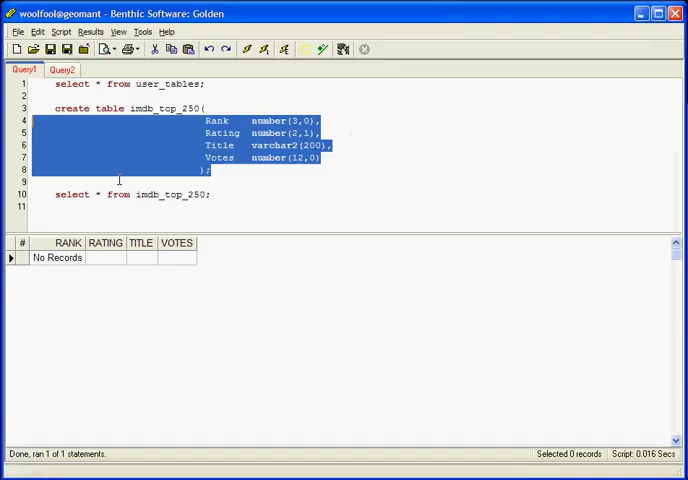 woolfool@geomant - Benthic Software: Golden
File Edit Script Results View Tools Help
Query1 Query2
1 select * from user_tables;
2
3 create table imdb_top_250(
4 Rank number(3,0),
5 Rating number(2,1),
6 Title varchar2(200),
7 Votes number(12,0)
8 );
9
10 select * from imdb_top_250;
11
# RANK RATING TITLE VOTES
No Records
Done, ran 1 of 1 statements. Selected 0 records Script: 0.016 Secs